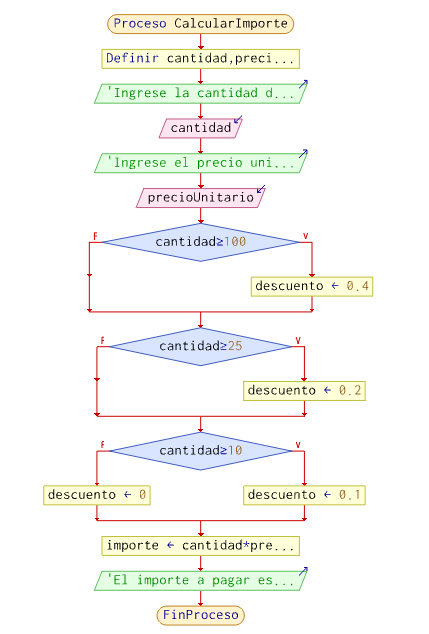 Proceso CalcularImporte
Definir cantidad,preci...
'Ingrese la cantidad d...
cantidad
'Ingrese el precio uni...
precioUnitario
F
cantidad≥100
V
descuento ← 0.4
F
cantidad≥25
V
descuento ← 0.2
F
cantidad≥10
V
descuento ← 0
descuento ← 0.1
importe ← cantidad*pre...
'El importe a pagar es...
FinProceso